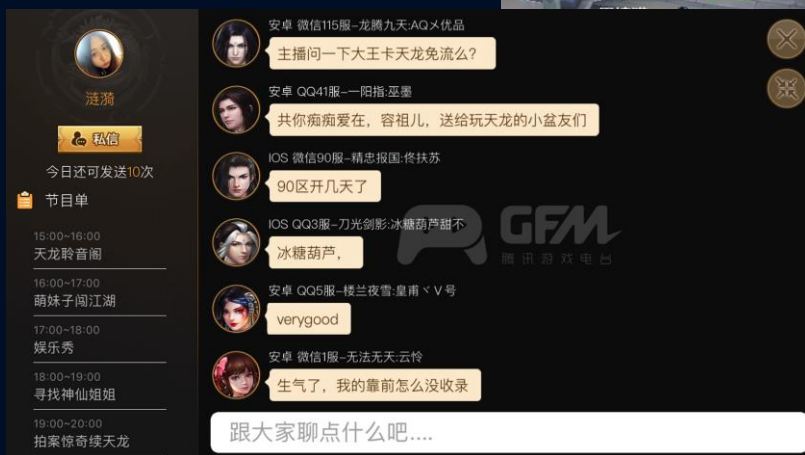 涟漪
私信
今日还可发送10次
节目单
15:00~16:00
天龙聆音阁
16:00~17:00
萌妹子闯江湖
17:00~18:00
娱乐秀
18:00~19:00
寻找神仙姐姐
19:00~20:00
拍案惊奇续天龙
安卓 微信115服-龙腾九天:AQ乄优品
主播问一下大王卡天龙免流么?
安卓 QQ41服-一阳指:巫墨
共你痴痴爱在，容祖儿，送给玩天龙的小盆友们
IOS 微信90服-精忠报国:佟扶苏
90区开几天了
IOS QQ3服-刀光剑影:冰糖葫芦甜不
冰糖葫芦，
安卓 QQ5服-楼兰夜雪:皇甫ヾV号
verygood
安卓 微信1服-无法无天:云怜
生气了，我的靠前怎么没收录
GFM
腾讯游戏电台
跟大家聊点什么吧....